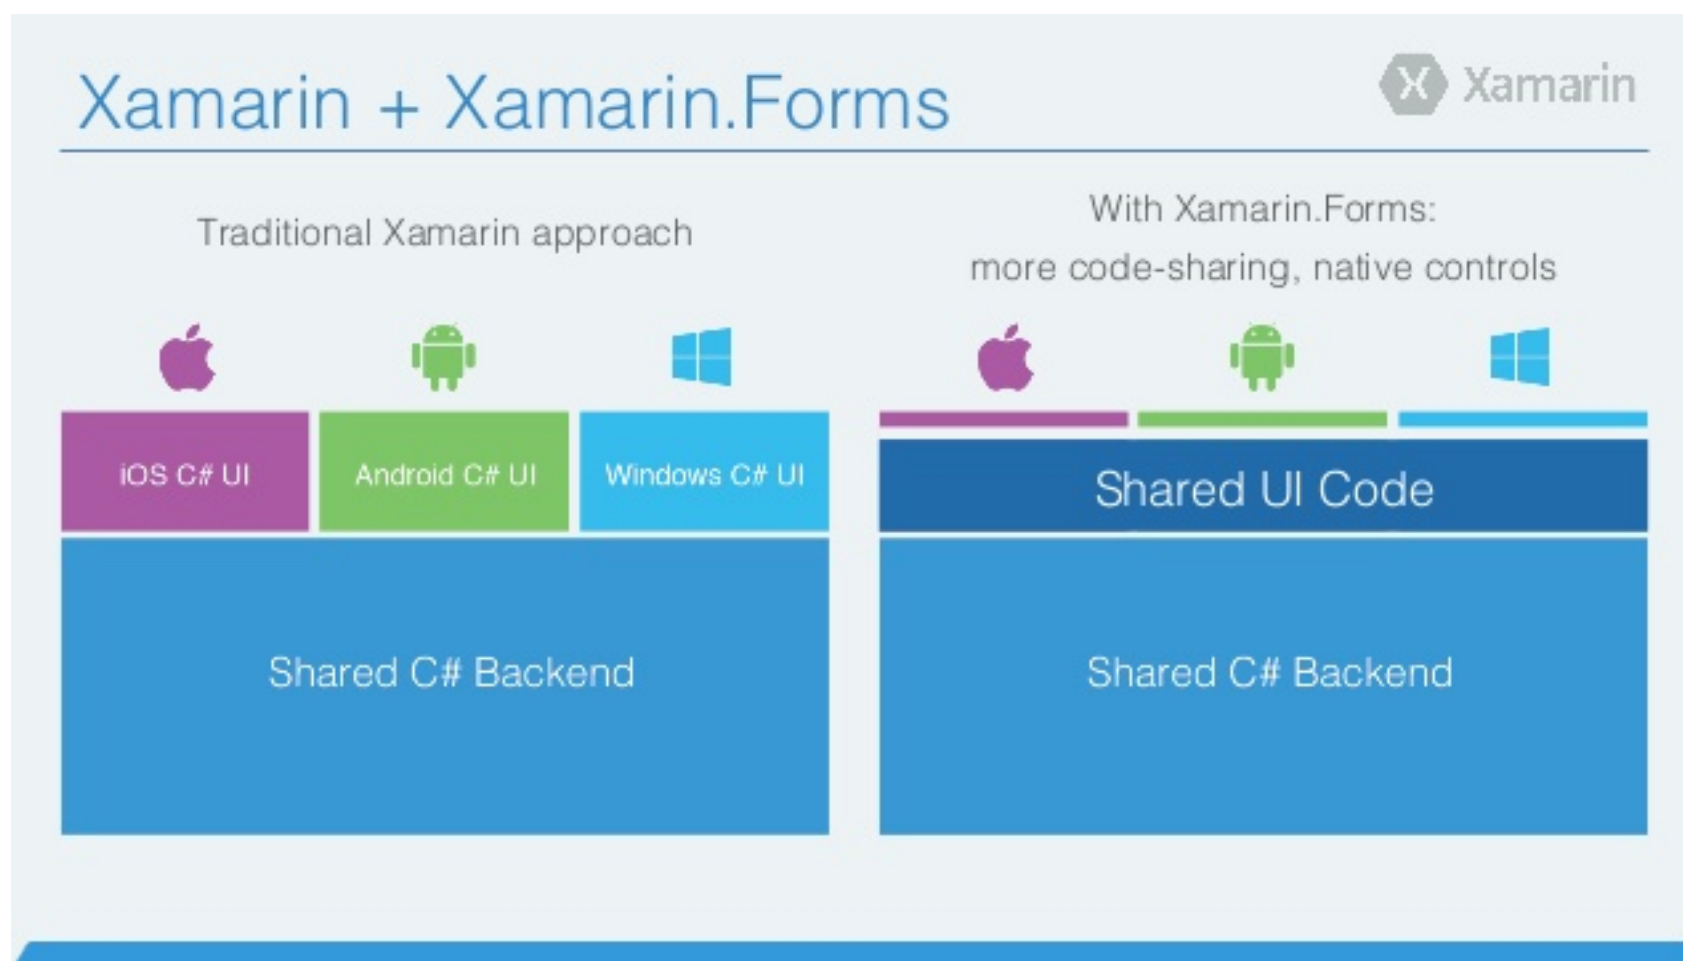 Xamarin + Xamarin.Forms
X Xamarin
Traditional Xamarin approach
iOS C# UI
Android C# UI
Windows C# UI
Shared C# Backend
With Xamarin.Forms:
more code-sharing, native controls
Shared UI Code
Shared C# Backend